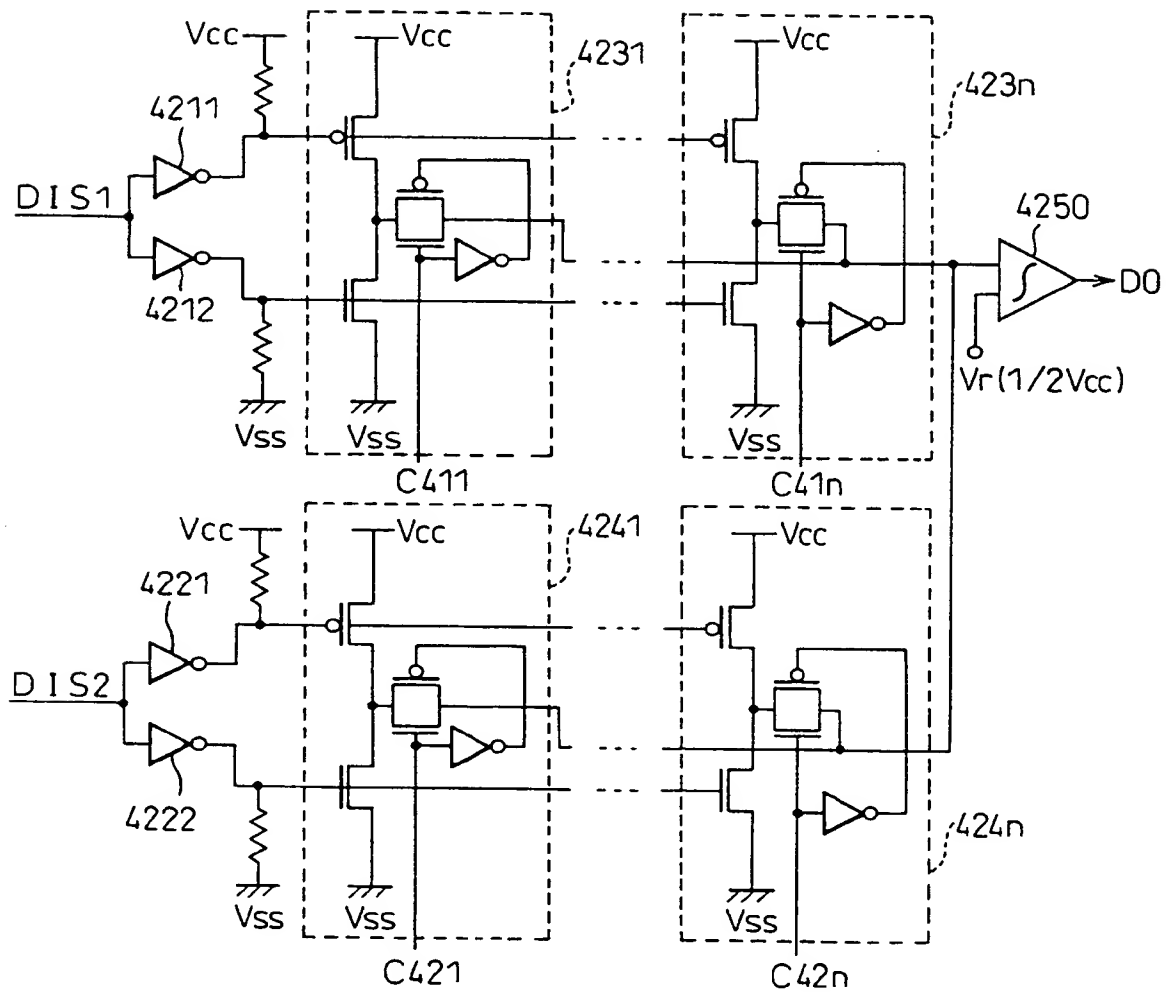 Vcc
Vcc
4231
Vcc
423n
4211
DIS1
4212
4250
DO
Vr(1/2Vcc)
Vss
Vss
Vss
C411
C41n
Vcc
Vcc
4241
Vcc
4221
DIS2
4222
424n
Vss
Vss
Vss
C421
C42n